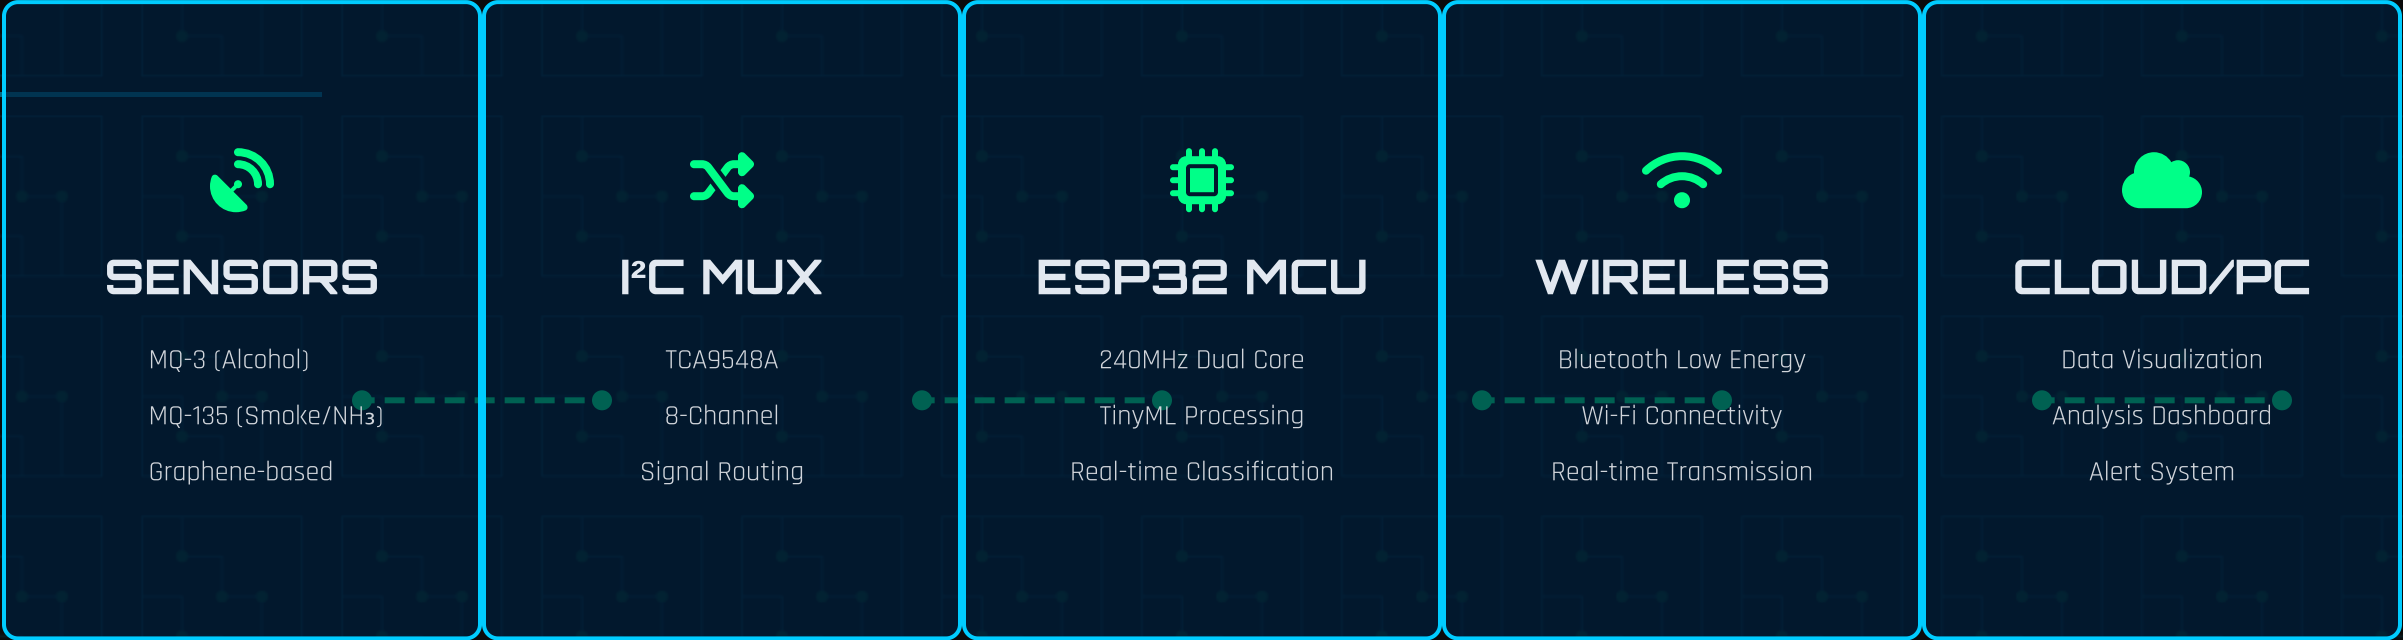 SENSORS
MQ-3 (Alcohol)
MQ-135 (Smoke/NH₃)
Graphene-based
I²C MUX
TCA9548A
8-Channel
Signal Routing
ESP32 MCU
240MHz Dual Core
TinyML Processing
Real-time Classification
WIRELESS
Bluetooth Low Energy
Wi-Fi Connectivity
Real-time Transmission
CLOUD/PC
Data Visualization
Analysis Dashboard
Alert System